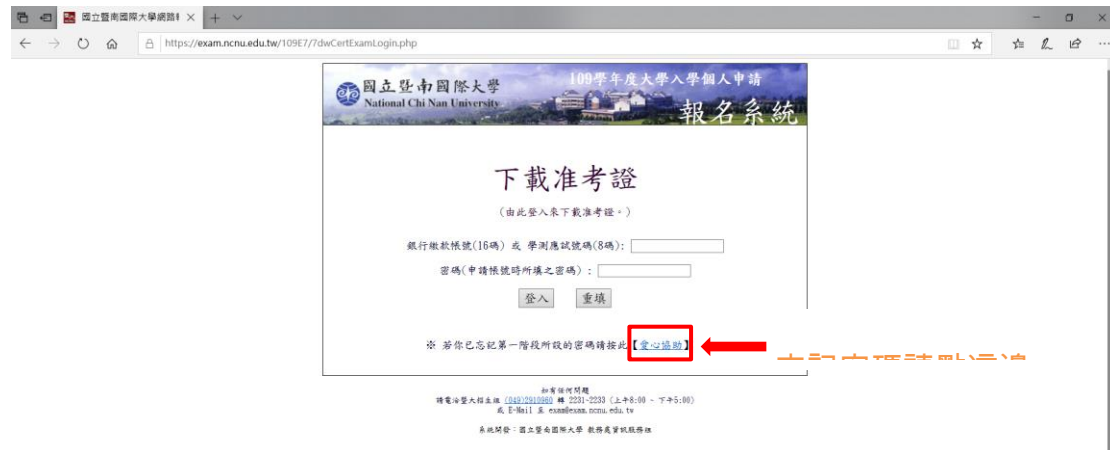 國立暨南國際大學網路
https://exam.ncnu.edu.tw/109E7/7dwCertExamLogin.php
國立暨南國際大學
National Chi Nan University
109學年度大學入學個人申請
報名系統
下載准考證
(由此登入來下載准考證。)
銀行繳款帳號(16碼) 或 學測應試號碼(8碼):
密碼(申請帳號時所填之密碼) :
登入 重填
※ 若你已忘記第一階段所設的密碼請按此【愛心協助】
如有任何問題
請電洽暨大招生組 (049)2910960 轉 2231-2233 (上午8:00 - 下午5:00)
或 E-Mail 至 exam@exam.ncnu.edu.tw
系統開發：國立暨南國際大學 教務處資訊服務組